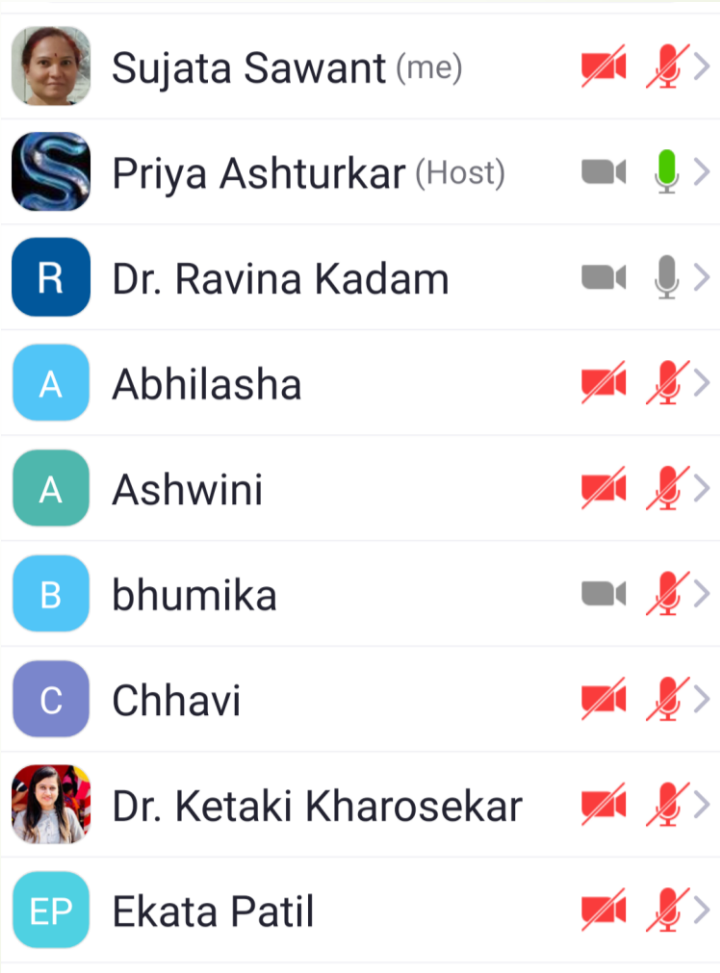 Sujata Sawant (me)
Priya Ashturkar (Host)
R Dr. Ravina Kadam
A Abhilasha
A Ashwini
B bhumika
C Chhavi
Dr. Ketaki Kharosekar
EP Ekata Patil